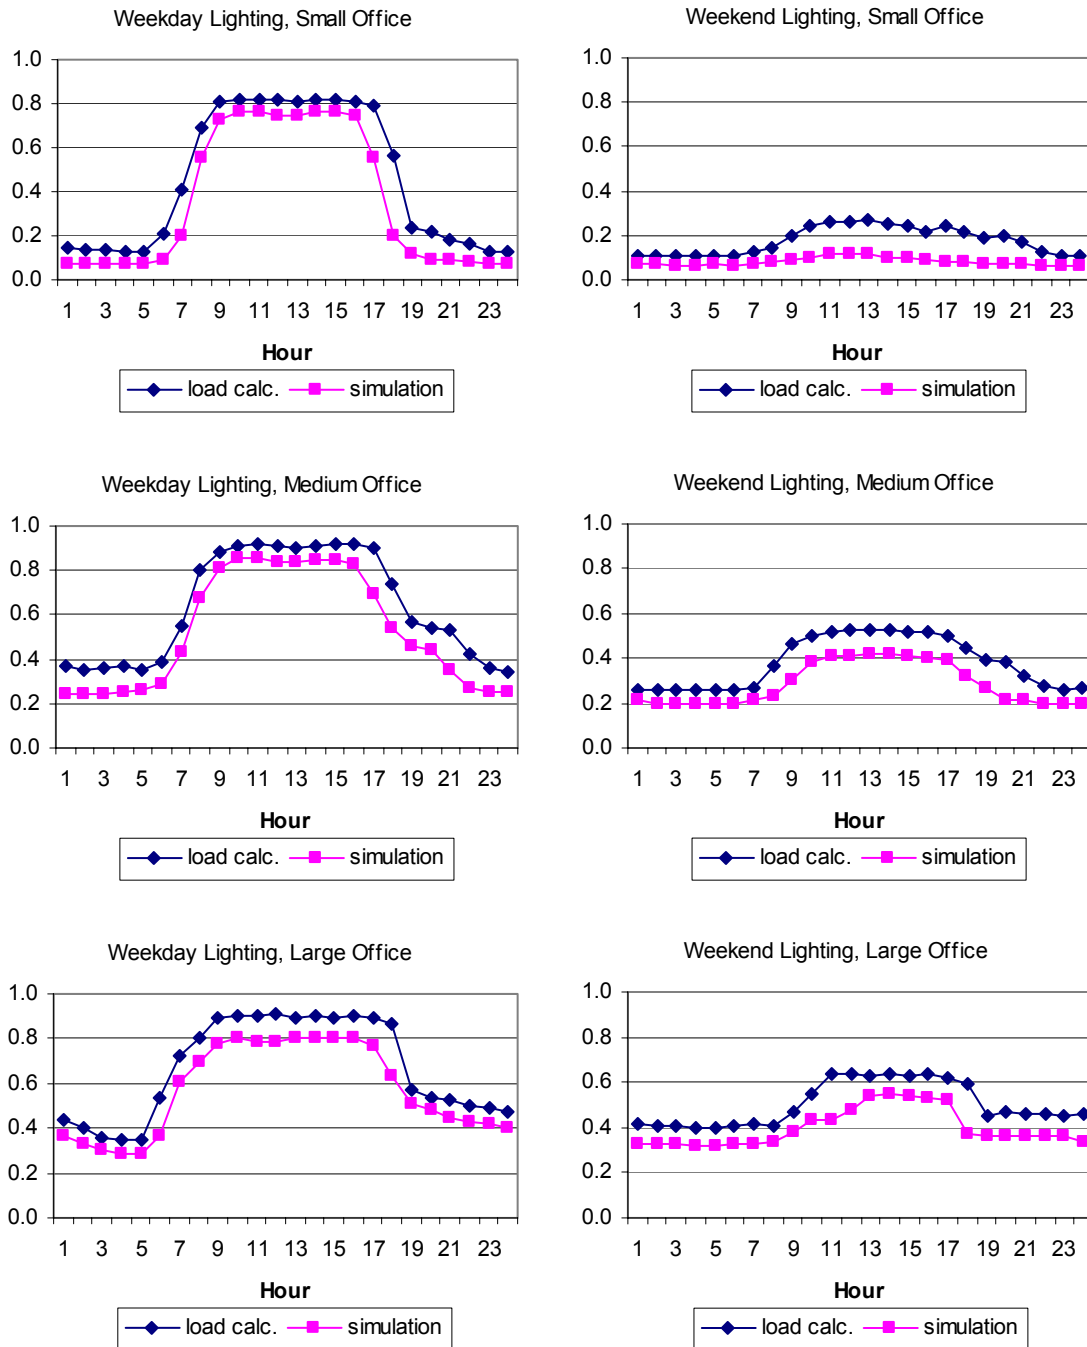 Weekday Lighting, Small Office
1.0
0.8
0.6
0.4
0.2
0.0
1 3 5 7 9 11 13 15 17 19 21 23
Hour
load calc. simulation
Weekend Lighting, Small Office
1.0
0.8
0.6
0.4
0.2
0.0
1 3 5 7 9 11 13 15 17 19 21 23
Hour
load calc. simulation
Weekday Lighting, Medium Office
1.0
0.8
0.6
0.4
0.2
0.0
1 3 5 7 9 11 13 15 17 19 21 23
Hour
load calc. simulation
Weekend Lighting, Medium Office
1.0
0.8
0.6
0.4
0.2
0.0
1 3 5 7 9 11 13 15 17 19 21 23
Hour
load calc. simulation
Weekday Lighting, Large Office
1.0
0.8
0.6
0.4
0.2
0.0
1 3 5 7 9 11 13 15 17 19 21 23
Hour
load calc. simulation
Weekend Lighting, Large Office
1.0
0.8
0.6
0.4
0.2
0.0
1 3 5 7 9 11 13 15 17 19 21 23
Hour
load calc. simulation